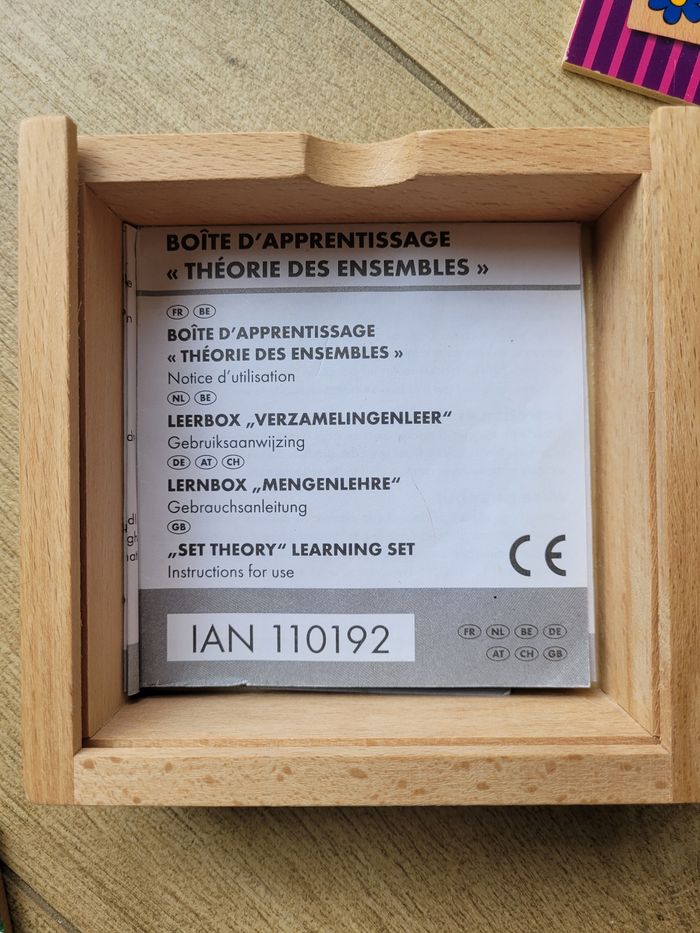 BOÎTE D'APPRENTISSAGE
« THÉORIE DES ENSEMBLES »
FR BE
BOÎTE D'APPRENTISSAGE
« THÉORIE DES ENSEMBLES »
Notice d'utilisation
NL BE
LEERBOX „VERZAMELINGENLEER“
Gebruiksaanwijzing
DE AT CH
LERNBOX „MENGENLEHRE“
Gebrauchsanleitung
GB
„SET THEORY“ LEARNING SET
Instructions for use
CE
IAN 110192
FR NL BE DE
AT CH GB